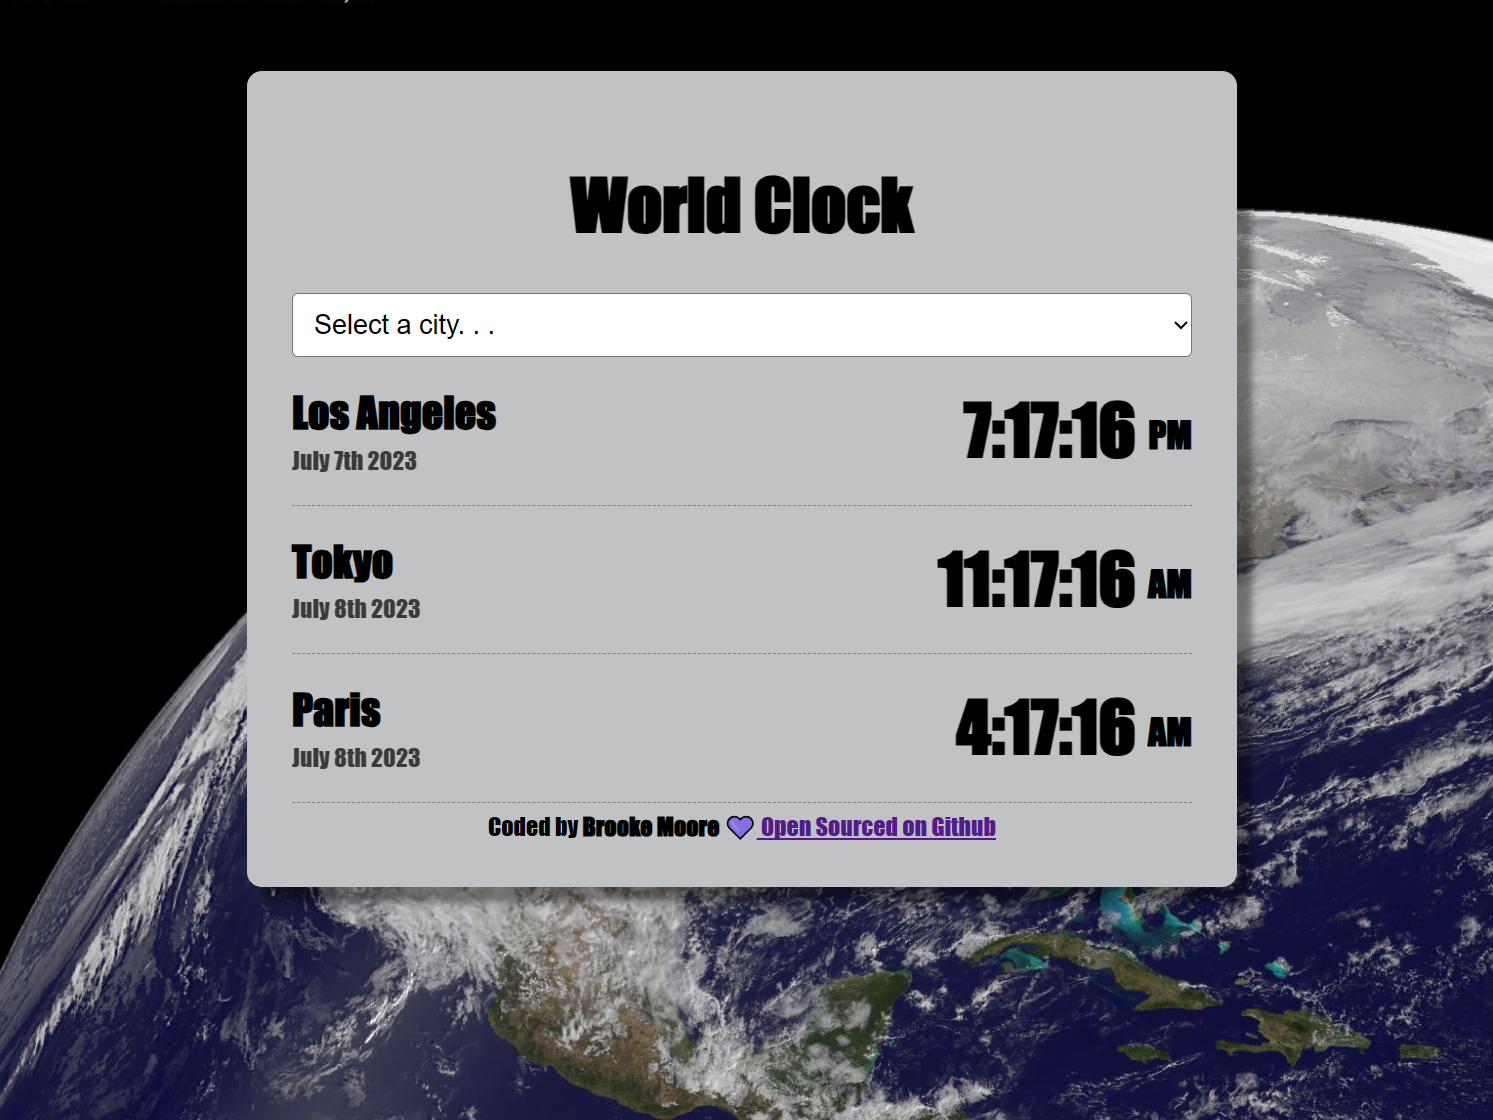 World Clock
Select a city. . .
Los Angeles
July 7th 2023
7:17:16 PM
Tokyo
July 8th 2023
11:17:16 AM
Paris
July 8th 2023
4:17:16 AM
Coded by Brooke Moore 💜 Open Sourced on Github